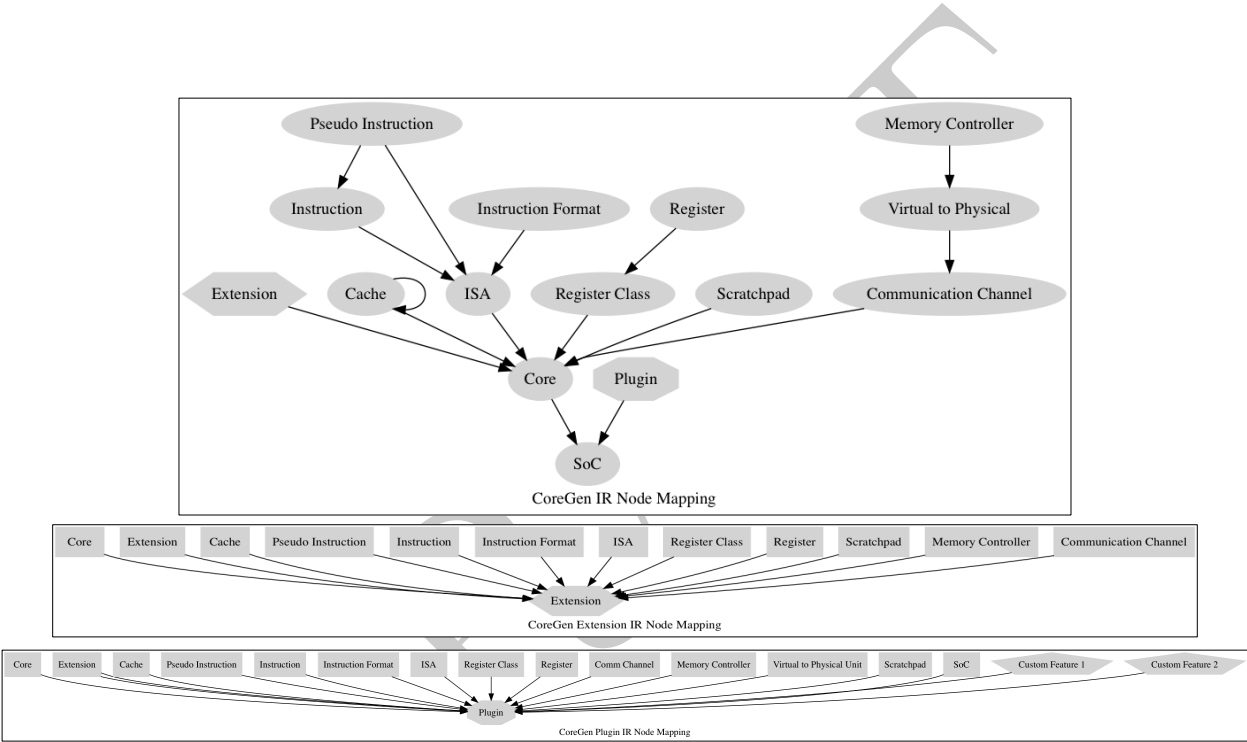 Pseudo Instruction Memory Controller
Instruction Instruction Format Register Virtual to Physical
Extension Cache ISA Register Class Scratchpad Communication Channel
Core Plugin
SoC
CoreGen IR Node Mapping
Core Extension Cache Pseudo Instruction Instruction Instruction Format ISA Register Class Register Scratchpad Memory Controller Communication Channel
Extension
CoreGen Extension IR Node Mapping
Core Extension Cache Pseudo Instruction Instruction Instruction Format ISA Register Class Register Comm Channel Memory Controller Virtual to Physical Unit Scratchpad SoC Custom Feature 1 Custom Feature 2
Plugin
CoreGen Plugin IR Node Mapping